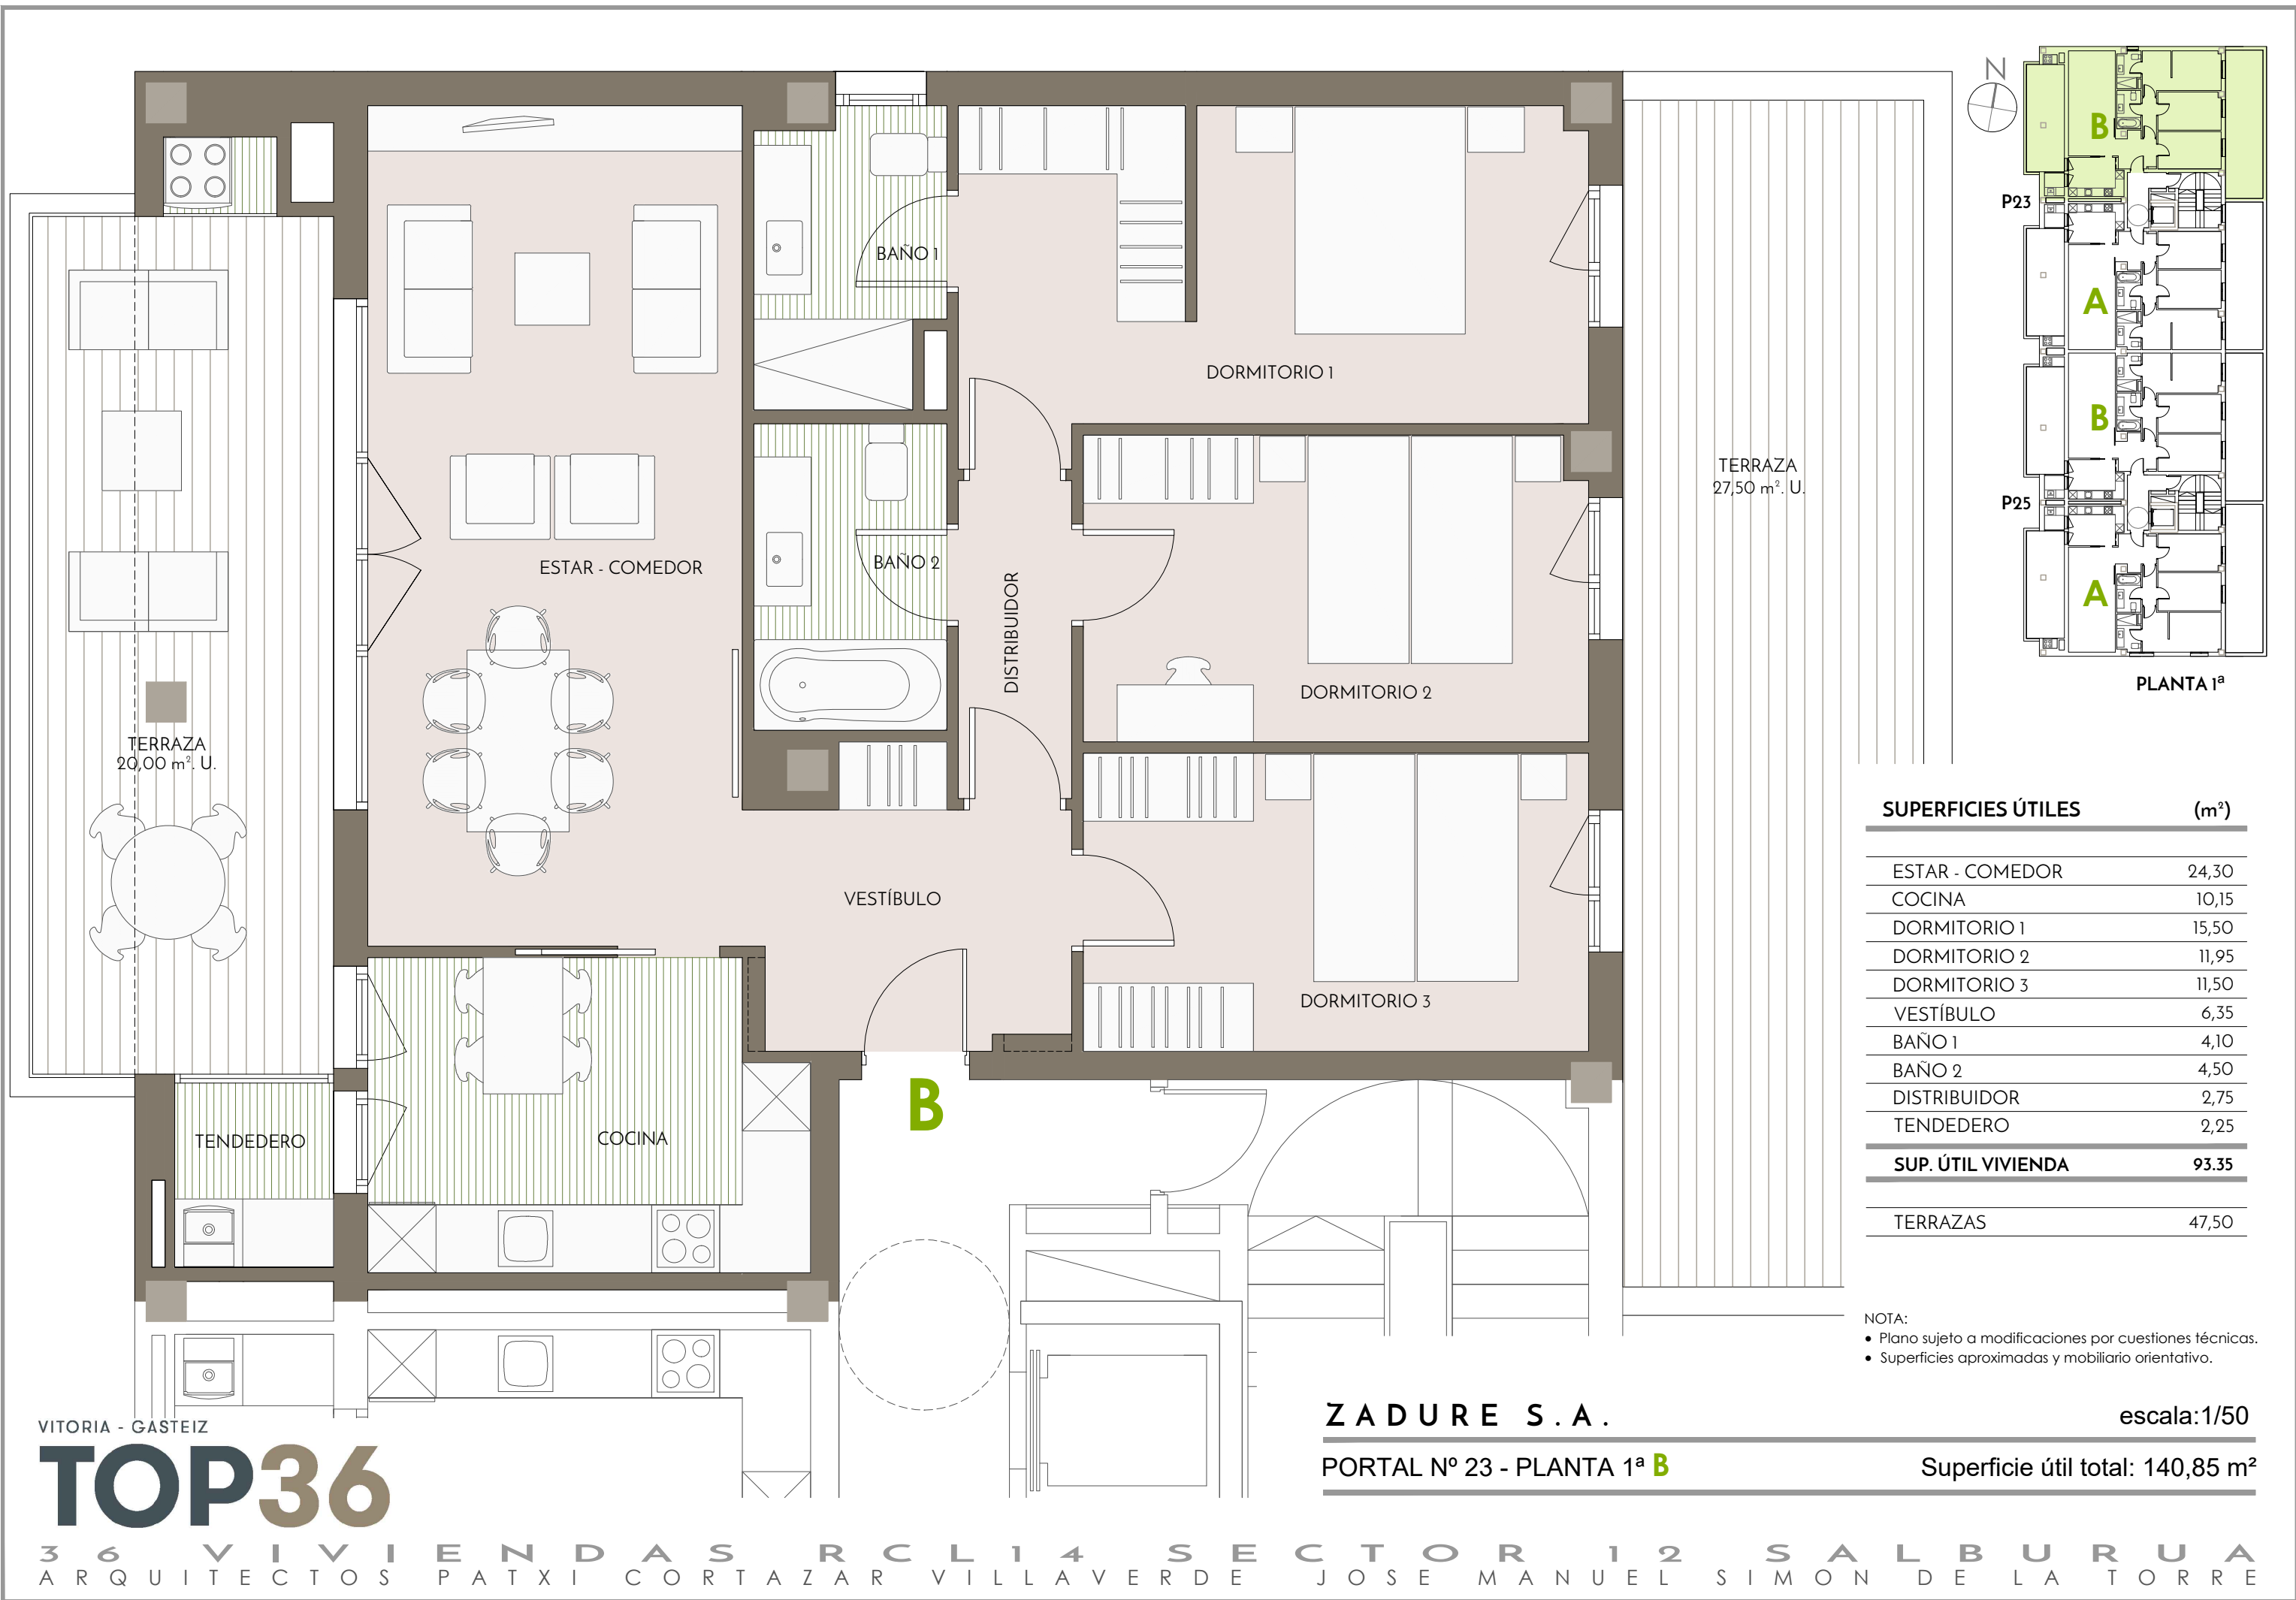 N
B
P23
A
B
P25
A
PLANTA 1ª
BAÑO 1
DORMITORIO 1
TERRAZA
27,50 m². U.
ESTAR - COMEDOR
BAÑO 2
DISTRIBUIDOR
DORMITORIO 2
TERRAZA
20,00 m². U.
VESTÍBULO
DORMITORIO 3
B
TENDEDERO
COCINA
SUPERFICIES ÚTILES (m²)
ESTAR - COMEDOR 24,30
COCINA 10,15
DORMITORIO 1 15,50
DORMITORIO 2 11,95
DORMITORIO 3 11,50
VESTÍBULO 6,35
BAÑO 1 4,10
BAÑO 2 4,50
DISTRIBUIDOR 2,75
TENDEDERO 2,25
SUP. ÚTIL VIVIENDA 93.35
TERRAZAS 47,50
NOTA:
• Plano sujeto a modificaciones por cuestiones técnicas.
• Superficies aproximadas y mobiliario orientativo.
ZADURE S.A. escala:1/50
PORTAL Nº 23 - PLANTA 1ª B Superficie útil total: 140,85 m²
VITORIA - GASTEIZ
TOP36
36 VIVIENDAS RCL14 SECTOR 12 SALBURUA
ARQUITECTOS PATXI CORTAZAR VILLAVERDE JOSE MANUEL SIMON DE LA TORRE